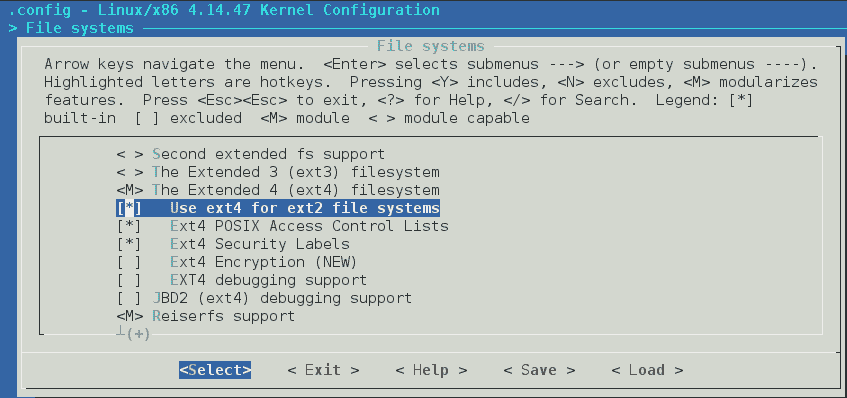 .config - Linux/x86 4.14.47 Kernel Configuration
> File systems
File systems
Arrow keys navigate the menu.  <Enter> selects submenus ---> (or empty submenus ----).
Highlighted letters are hotkeys.  Pressing <Y> includes, <N> excludes, <M> modularizes
features.  Press <Esc><Esc> to exit, <?> for Help, </> for Search.  Legend: [*]
built-in  [ ] excluded  <M> module  < > module capable
< > Second extended fs support
< > The Extended 3 (ext3) filesystem
<M> The Extended 4 (ext4) filesystem
[*]   Use ext4 for ext2 file systems
[*]   Ext4 POSIX Access Control Lists
[*]   Ext4 Security Labels
[ ]   Ext4 Encryption (NEW)
[ ]   EXT4 debugging support
[ ] JBD2 (ext4) debugging support
<M> Reiserfs support
┴(+)
<Select>    < Exit >    < Help >    < Save >    < Load >